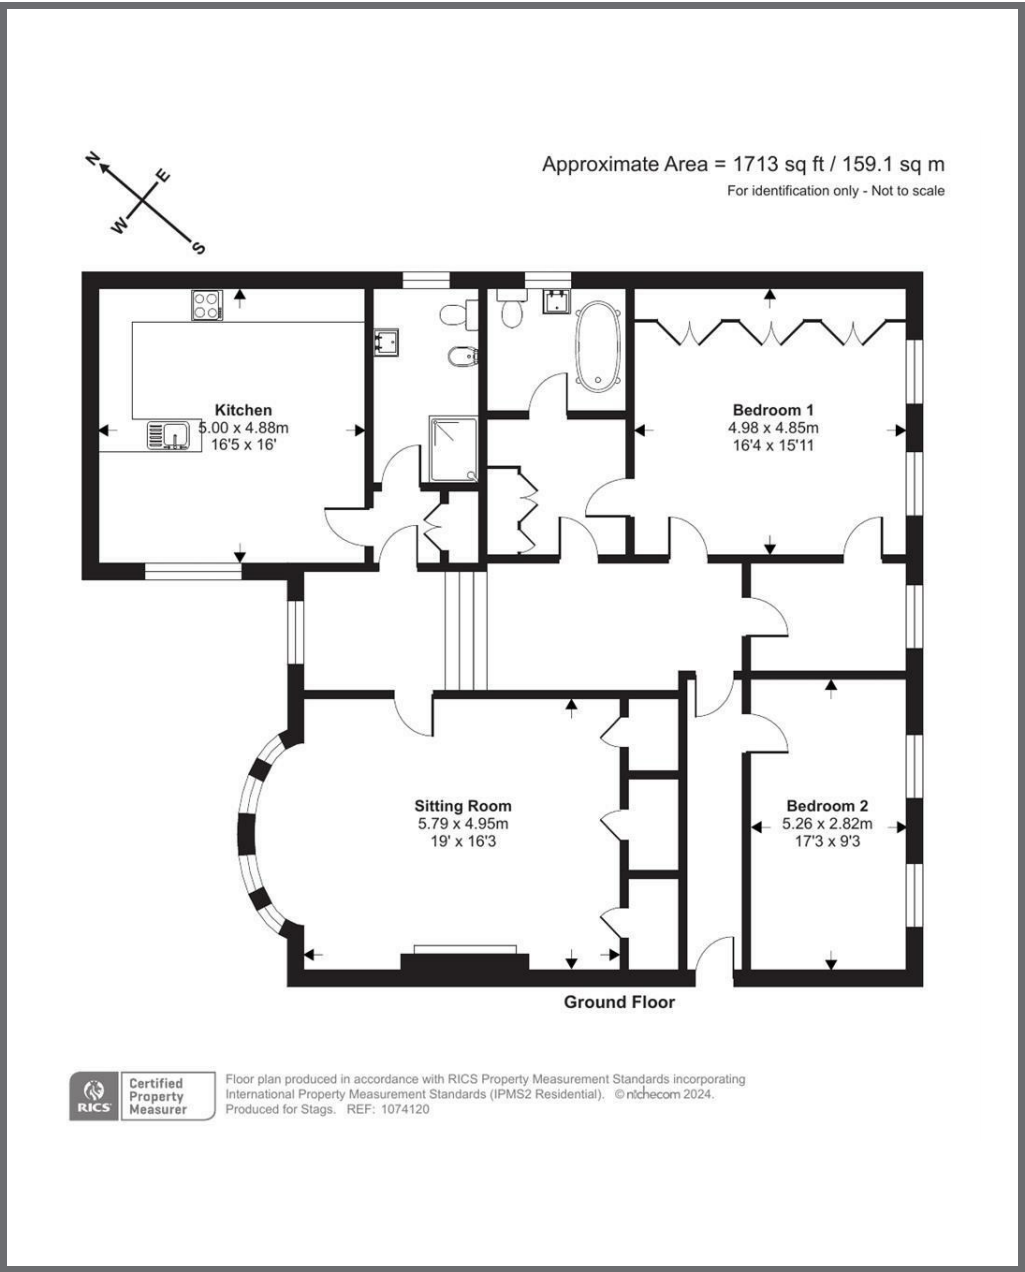 N
E
W
S
Approximate Area = 1713 sq ft / 159.1 sq m
For identification only - Not to scale
Kitchen
5.00 x 4.88m
16'5 x 16'
Bedroom 1
4.98 x 4.85m
16'4 x 15'11
Sitting Room
5.79 x 4.95m
19' x 16'3
Bedroom 2
5.26 x 2.82m
17'3 x 9'3
Ground Floor
RICS
Certified
Property
Measurer
Floor plan produced in accordance with RICS Property Measurement Standards incorporating
International Property Measurement Standards (IPMS2 Residential). © nichecom 2024.
Produced for Stags. REF: 1074120